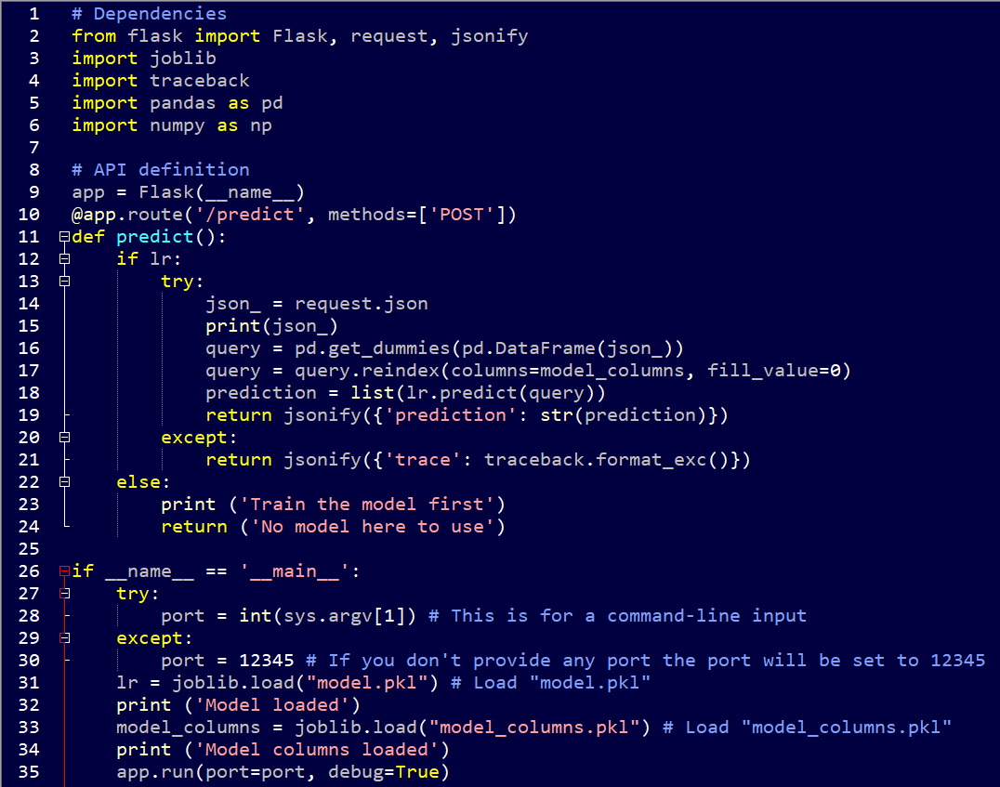 1 # Dependencies
2 from flask import Flask, request, jsonify
3 import joblib
4 import traceback
5 import pandas as pd
6 import numpy as np
7
8 # API definition
9 app = Flask(__name__)
10 @app.route('/predict', methods=['POST'])
11 def predict():
12     if lr:
13         try:
14             json_ = request.json
15             print(json_)
16             query = pd.get_dummies(pd.DataFrame(json_))
17             query = query.reindex(columns=model_columns, fill_value=0)
18             prediction = list(lr.predict(query))
19             return jsonify({'prediction': str(prediction)})
20         except:
21             return jsonify({'trace': traceback.format_exc()})
22     else:
23         print ('Train the model first')
24         return ('No model here to use')
25
26 if __name__ == '__main__':
27     try:
28         port = int(sys.argv[1]) # This is for a command-line input
29     except:
30         port = 12345 # If you don't provide any port the port will be set to 12345
31     lr = joblib.load("model.pkl") # Load "model.pkl"
32     print ('Model loaded')
33     model_columns = joblib.load("model_columns.pkl") # Load "model_columns.pkl"
34     print ('Model columns loaded')
35     app.run(port=port, debug=True)